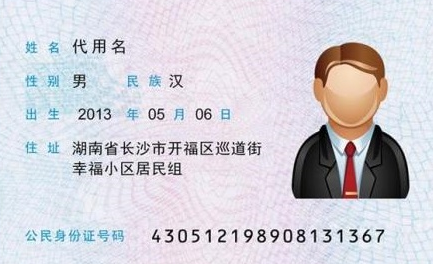 姓名 代用名
性别 男 民族 汉
出生 2013 年 05 月 06 日
住址 湖南省长沙市开福区巡道街
幸福小区居民组
公民身份证号码 430512198908131367